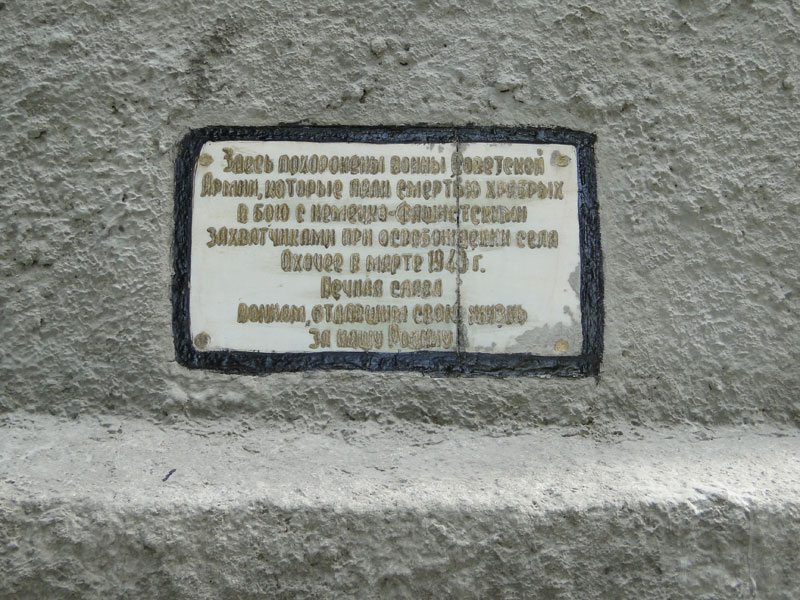 Здесь похоронены воины Советской
Армии, которые пали смертью храбрых
в бою с немецко-фашистскими
захватчиками при освобождении села
Охочее в марте 1943 г.
Вечная слава
воинам, отдавшим свою жизнь
за нашу Родину